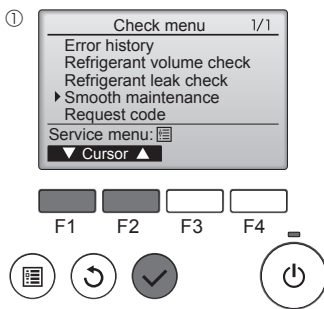 ①
Check menu 1/1
Error history
Refrigerant volume check
Refrigerant leak check
Smooth maintenance
Request code
Service menu:
▼ Cursor ▲
F1 F2 F3 F4